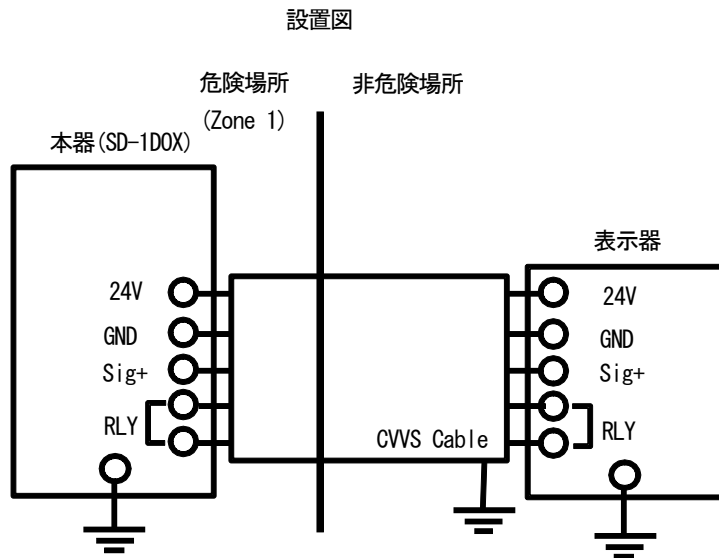 設置図
危険場所
(Zone 1)
非危険場所
本器(SD-1DOX)
24V
GND
Sig+
RLY
CVVS Cable
表示器
24V
GND
Sig+
RLY